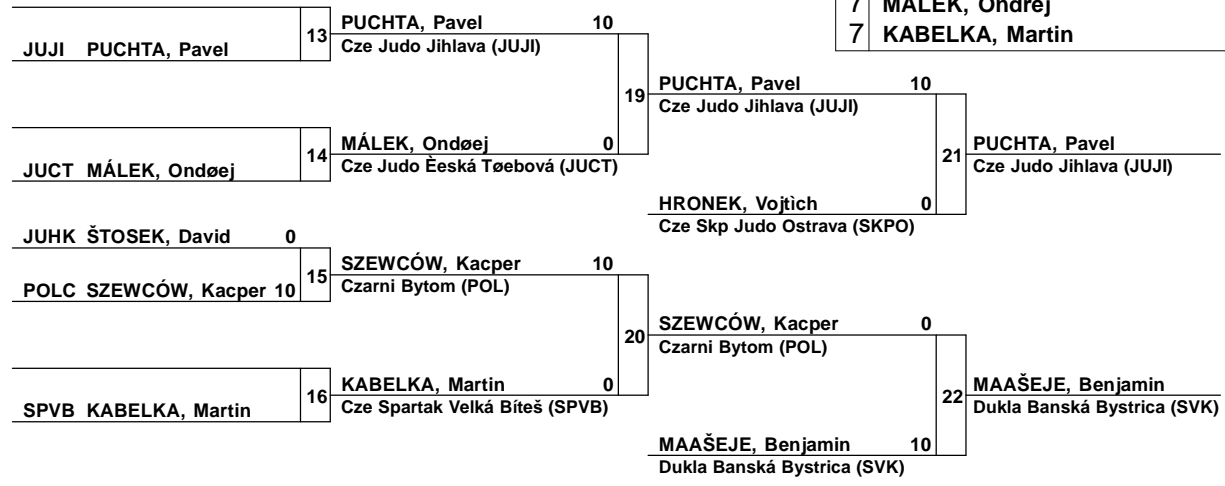 7 MÁLEK, Ondřej
7 KABELKA, Martin
JUJI PUCHTA, Pavel
13
PUCHTA, Pavel 10
Cze Judo Jihlava (JUJI)
19
PUCHTA, Pavel 10
Cze Judo Jihlava (JUJI)
JUCT MÁLEK, Ondøej
14
MÁLEK, Ondøej 0
Cze Judo Èeská Tøebová (JUCT)
21
PUCHTA, Pavel
Cze Judo Jihlava (JUJI)
HRONEK, Vojtìch 0
Cze Skp Judo Ostrava (SKPO)
JUHK ŠTOSEK, David 0
POLC SZEWCÓW, Kacper 10
15
SZEWCÓW, Kacper 10
Czarni Bytom (POL)
20
SZEWCÓW, Kacper 0
Czarni Bytom (POL)
SPVB KABELKA, Martin
16
KABELKA, Martin 0
Cze Spartak Velká Bíteš (SPVB)
22
MAAŠEJE, Benjamin
Dukla Banská Bystrica (SVK)
MAAŠEJE, Benjamin 10
Dukla Banská Bystrica (SVK)